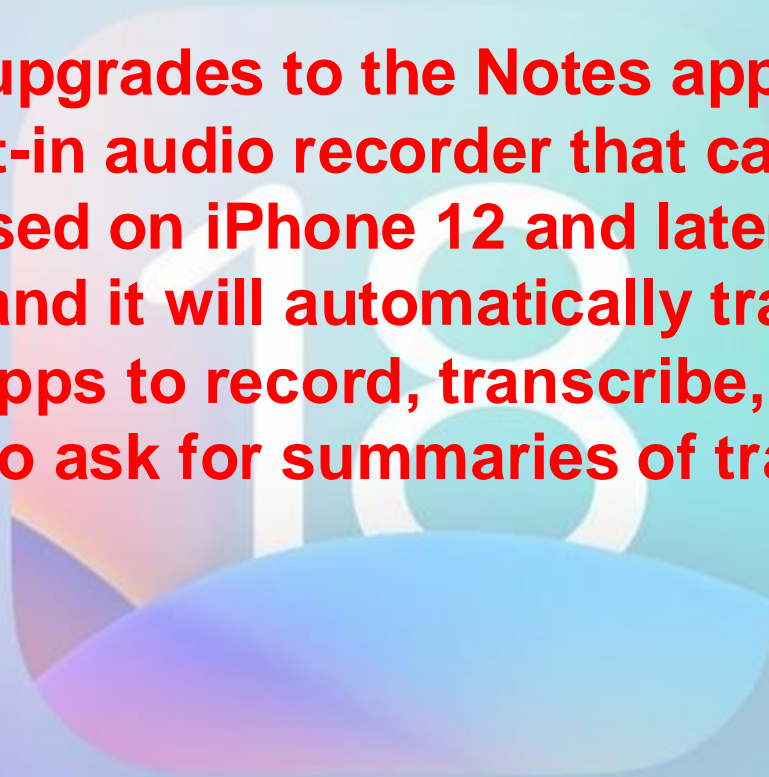 upgrades to the Notes app
t-in audio recorder that ca
sed on iPhone 12 and late
and it will automatically tra
pps to record, transcribe,
o ask for summaries of tra
18